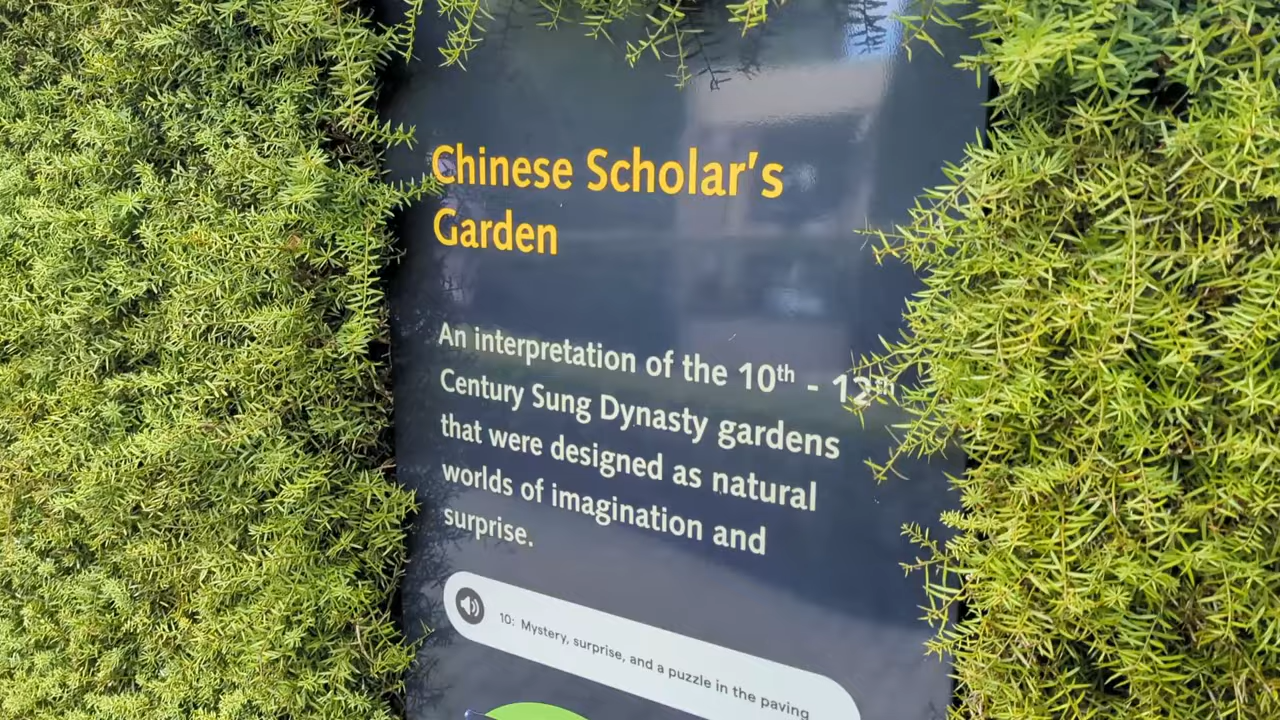 Chinese Scholar’s
Garden
An interpretation of the 10th - 12th
Century Sung Dynasty gardens
that were designed as natural
worlds of imagination and
surprise.
10: Mystery, surprise, and a puzzle in the paving